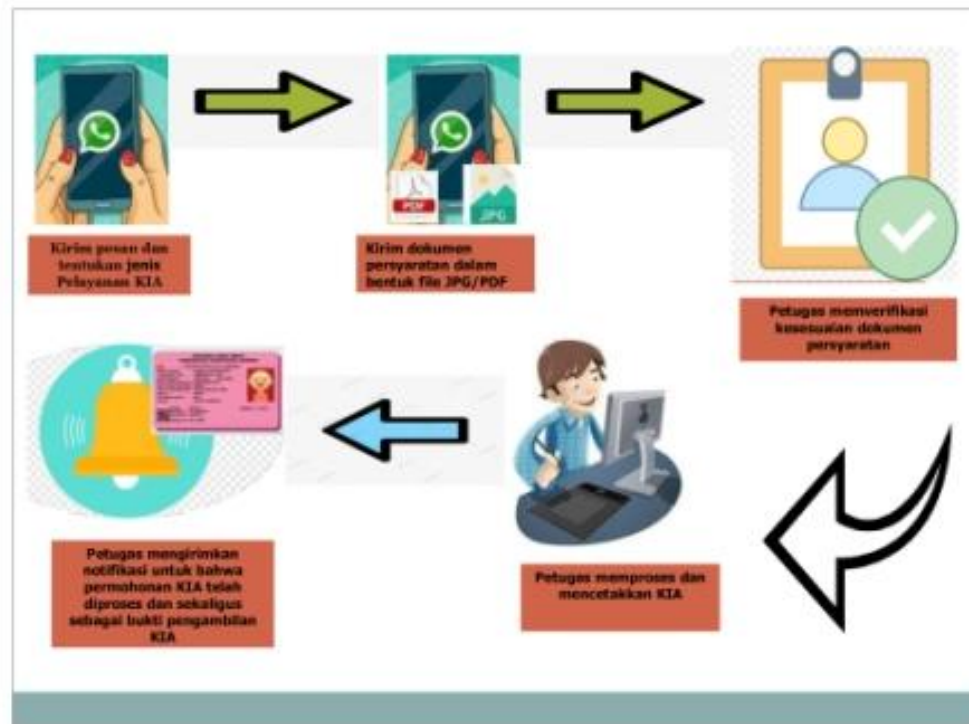 Kirim pesan dan
tentukan jenis
Pelayanan KIA
PDF
JPG
Kirim dokumen
persyaratan dalam
bentuk file JPG/PDF
Petugas memverifikasi
kesesuaian dokumen
persyaratan
Petugas memproses dan
mencetakkan KIA
Petugas mengirimkan
notifikasi untuk bahwa
permohonan KIA telah
diproses dan sekaligus
sebagai bukti pengambilan
KIA